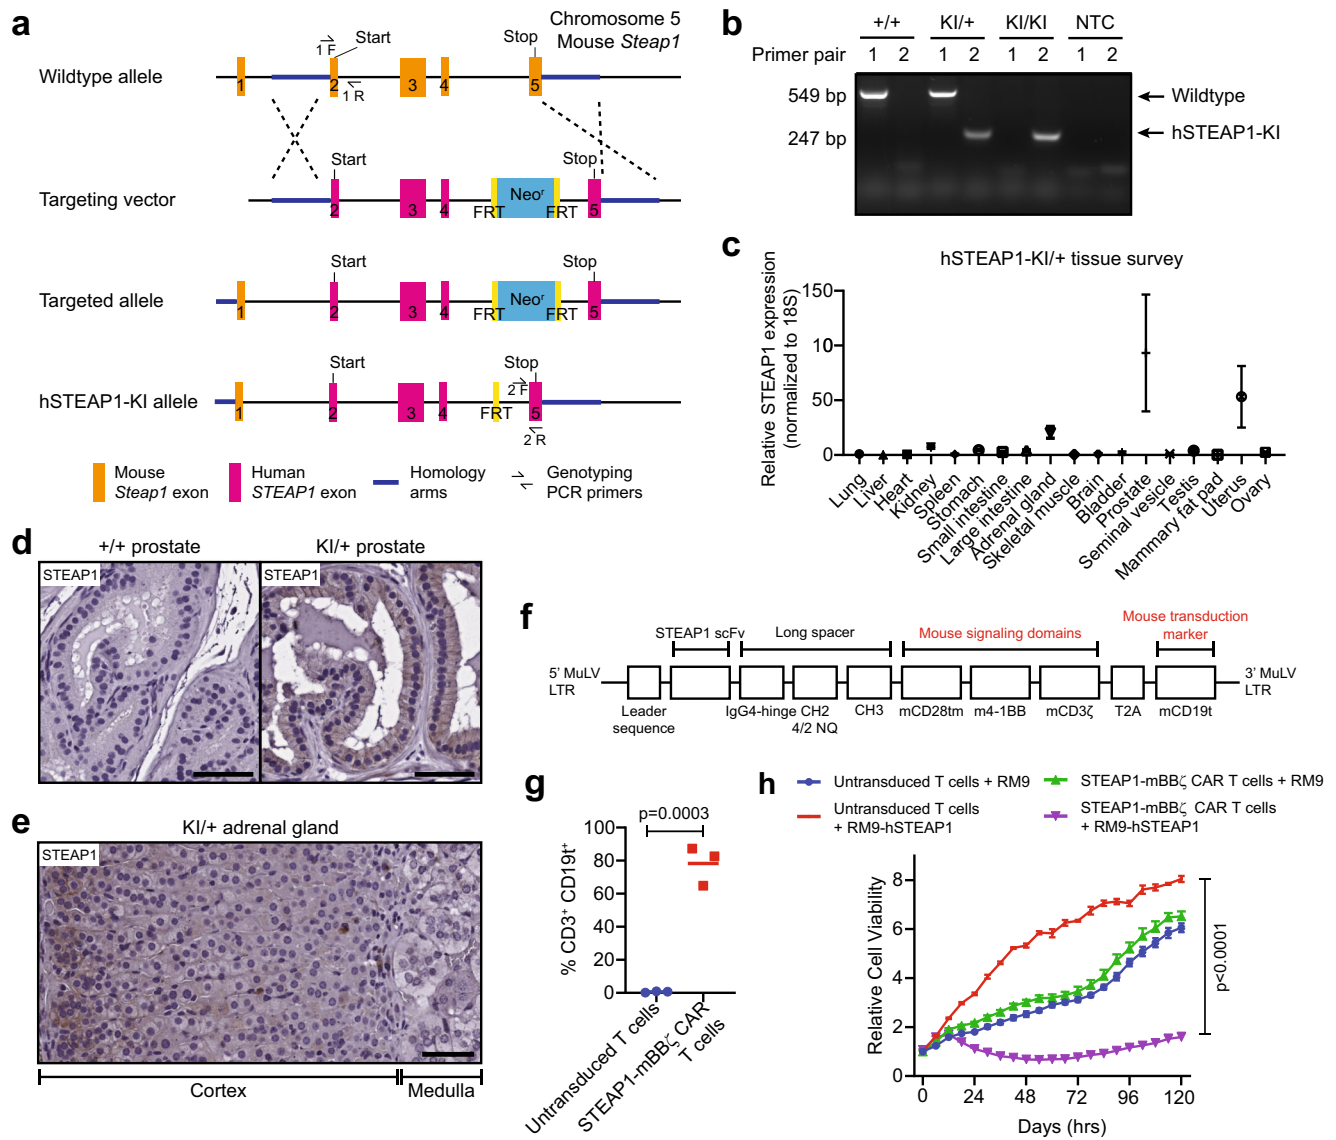 a
Chromosome 5
Mouse Steap1
Wildtype allele
1 F
Start
Stop
1
2
3
4
5
1 R
Targeting vector
Start
Stop
2
3
4
Neoʳ
5
FRT
FRT
Targeted allele
Start
Stop
1
2
3
4
Neoʳ
5
FRT
FRT
hSTEAP1-KI allele
Start
Stop
2 F
1
2
3
4
FRT
5
2 R
Mouse
Steap1 exon
Human
STEAP1 exon
Homology
arms
Genotyping
PCR primers
b
+/+ KI/+ KI/KI NTC
Primer pair 1 2 1 2 1 2 1 2
549 bp
Wildtype
247 bp
hSTEAP1-KI
c
hSTEAP1-KI/+ tissue survey
Relative STEAP1 expression
(normalized to 18S)
150
10
50
0
Lung
Liver
Heart
Kidney
Spleen
Stomach
Small intestine
Large intestine
Adrenal gland
Skeletal muscle
Brain
Bladder
Prostate
Seminal vesicle
Testis
Mammary fat pad
Uterus
Ovary
d
+/+ prostate
KI/+ prostate
STEAP1
STEAP1
e
KI/+ adrenal gland
STEAP1
Cortex
Medulla
f
STEAP1 scFv
Long spacer
Mouse signaling domains
Mouse transduction
marker
5' MuLV
LTR
3' MuLV
LTR
Leader
sequence
IgG4-hinge
CH2
4/2 NQ
CH3
mCD28tm
m4-1BB
mCD3ζ
T2A
mCD19t
g
p=0.0003
% CD3⁺ CD19t⁺
100
80
60
40
20
0
Untransduced T cells
STEAP1-mBBζ CAR
T cells
h
Untransduced T cells + RM9
Untransduced T cells
+ RM9-hSTEAP1
STEAP1-mBBζ CAR T cells + RM9
STEAP1-mBBζ CAR T cells
+ RM9-hSTEAP1
Relative Cell Viability
8
6
4
2
0
p<0.0001
0 24 48 72 96 120
Days (hrs)